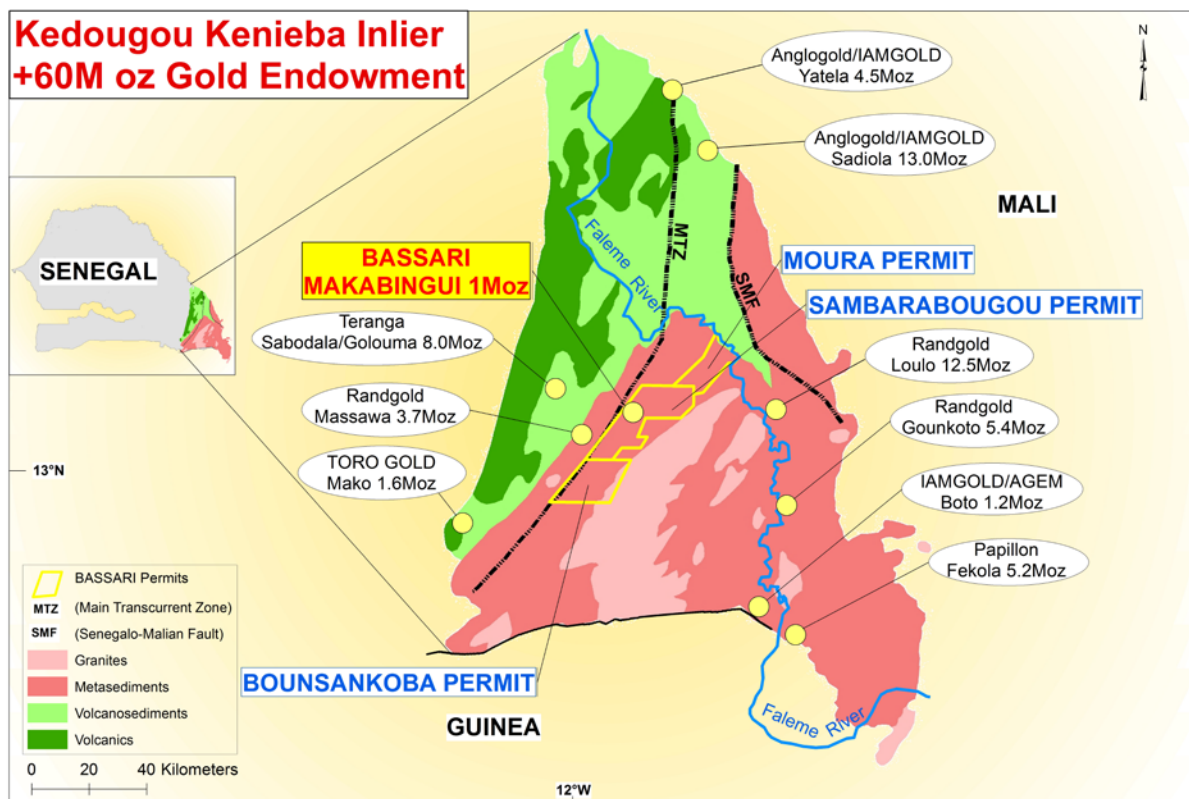 Kedougou Kenieba Inlier
+60M oz Gold Endowment
N
Anglogold/IAMGOLD
Yatela 4.5Moz
Anglogold/IAMGOLD
Sadiola 13.0Moz
MALI
SENEGAL
Faleme River
MTZ
SMF
BASSARI
MAKABINGUI 1Moz
MOURA PERMIT
SAMBARABOUGOU PERMIT
Teranga
Sabodala/Golouma 8.0Moz
Randgold
Loulo 12.5Moz
Randgold
Massawa 3.7Moz
Randgold
Gounkoto 5.4Moz
13°N
TORO GOLD
Mako 1.6Moz
IAMGOLD/AGEM
Boto 1.2Moz
Papillon
Fekola 5.2Moz
BASSARI Permits
MTZ (Main Transcurrent Zone)
SMF (Senegalo-Malian Fault)
Granites
Metasediments
Volcanosediments
Volcanics
0 20 40 Kilometers
BOUNSANKOBA PERMIT
GUINEA
Faleme River
12°W